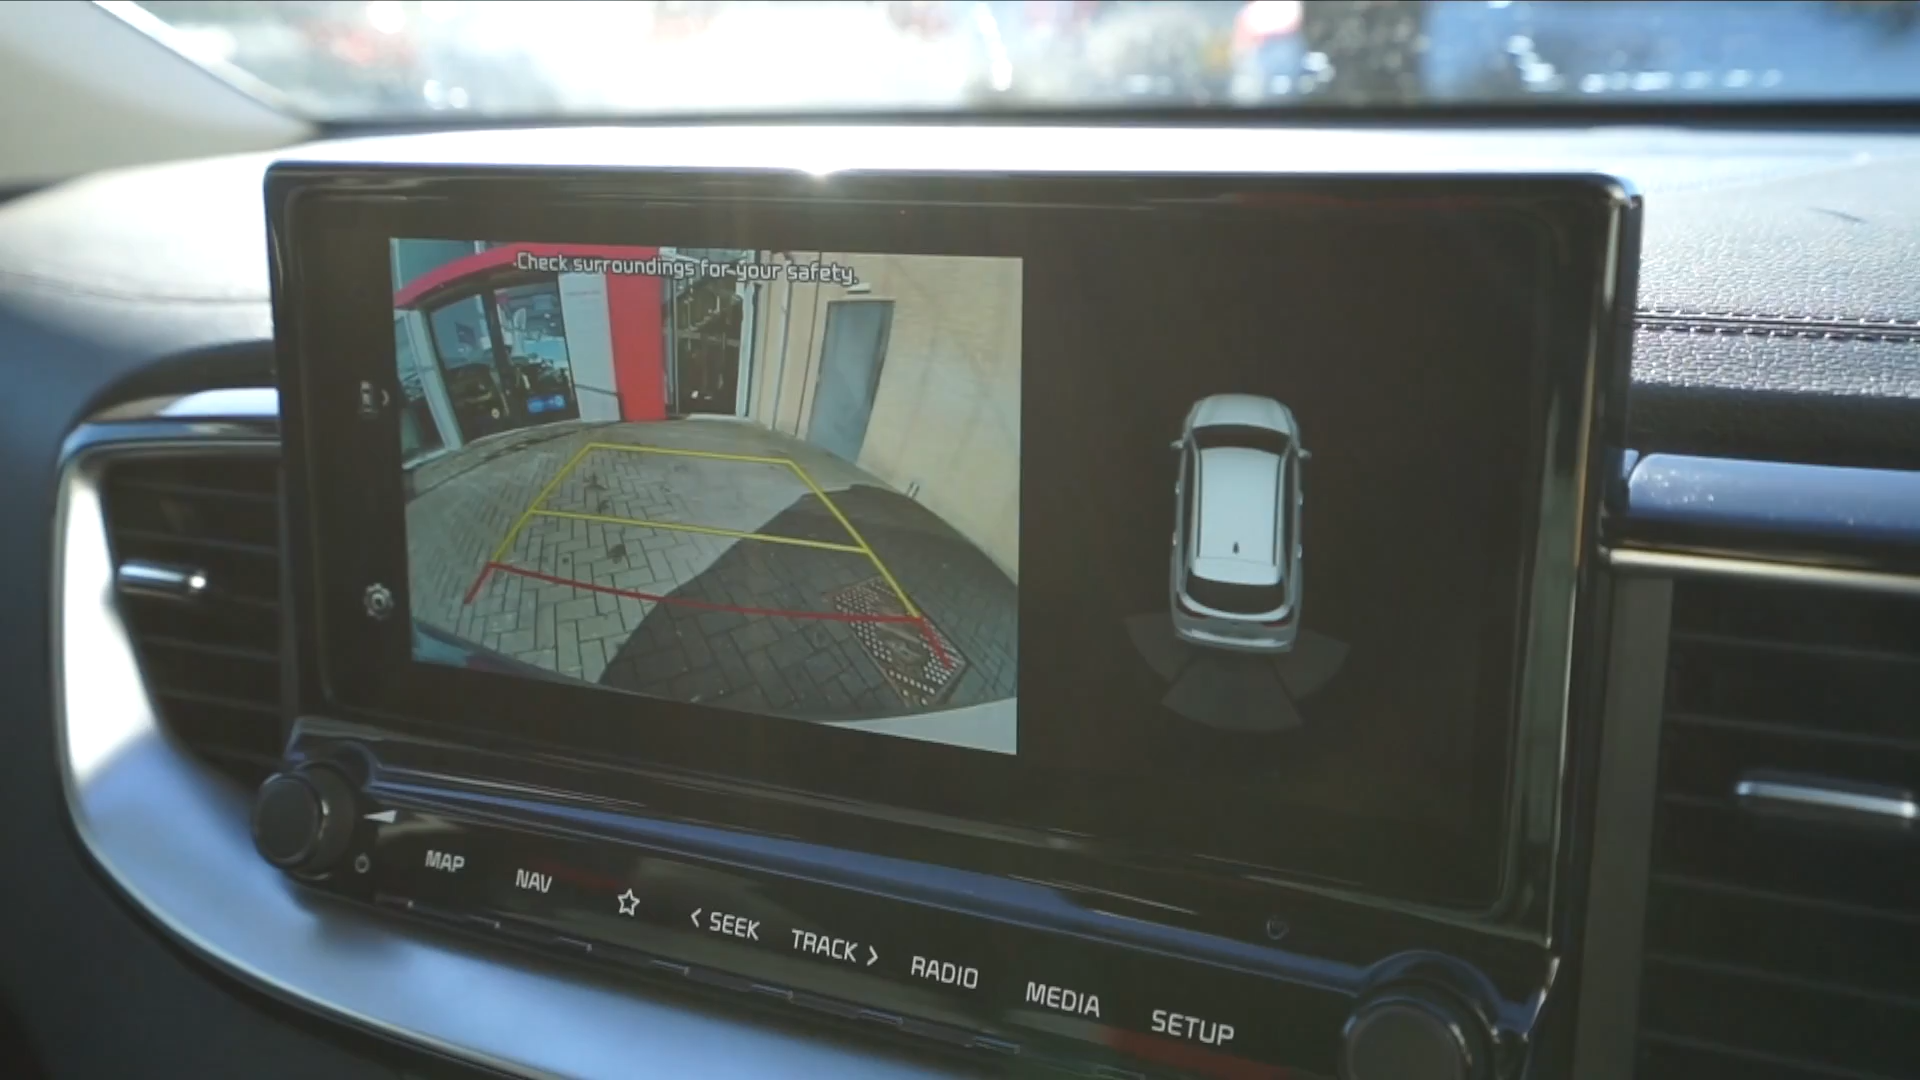 Check surroundings for your safety.
MAP
NAV
< SEEK
TRACK >
RADIO
MEDIA
SETUP